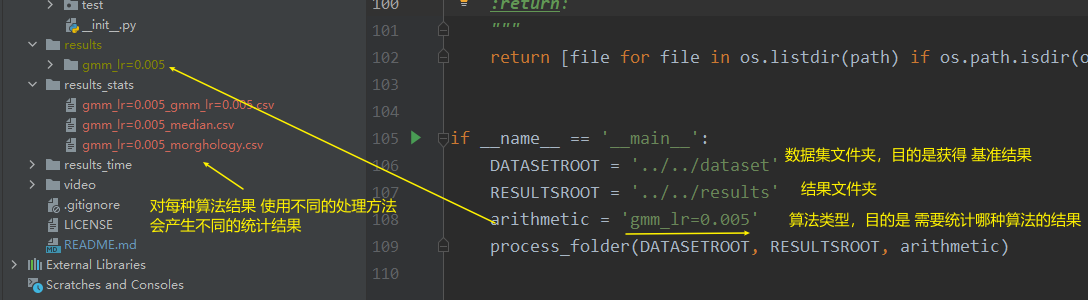 test
__init__.py
results
gmm_lr=0.005
results_stats
gmm_lr=0.005_gmm_lr=0.005.csv
gmm_lr=0.005_median.csv
gmm_lr=0.005_morghology.csv
results_time
video
.gitignore
LICENSE
README.md
External Libraries
Scratches and Consoles
对每种算法结果 使用不同的处理方法
会产生不同的统计结果
100 :return:
101 """
102 return [file for file in os.listdir(path) if os.path.isdir(o
103
104
105 if __name__ == '__main__':
106 DATASETROOT = '../../dataset' 数据集文件夹，目的是获得 基准结果
107 RESULTSROOT = '../../results' 结果文件夹
108 arithmetic = 'gmm_lr=0.005' 算法类型，目的是 需要统计哪种算法的结果
109 process_folder(DATASETROOT, RESULTSROOT, arithmetic)
110